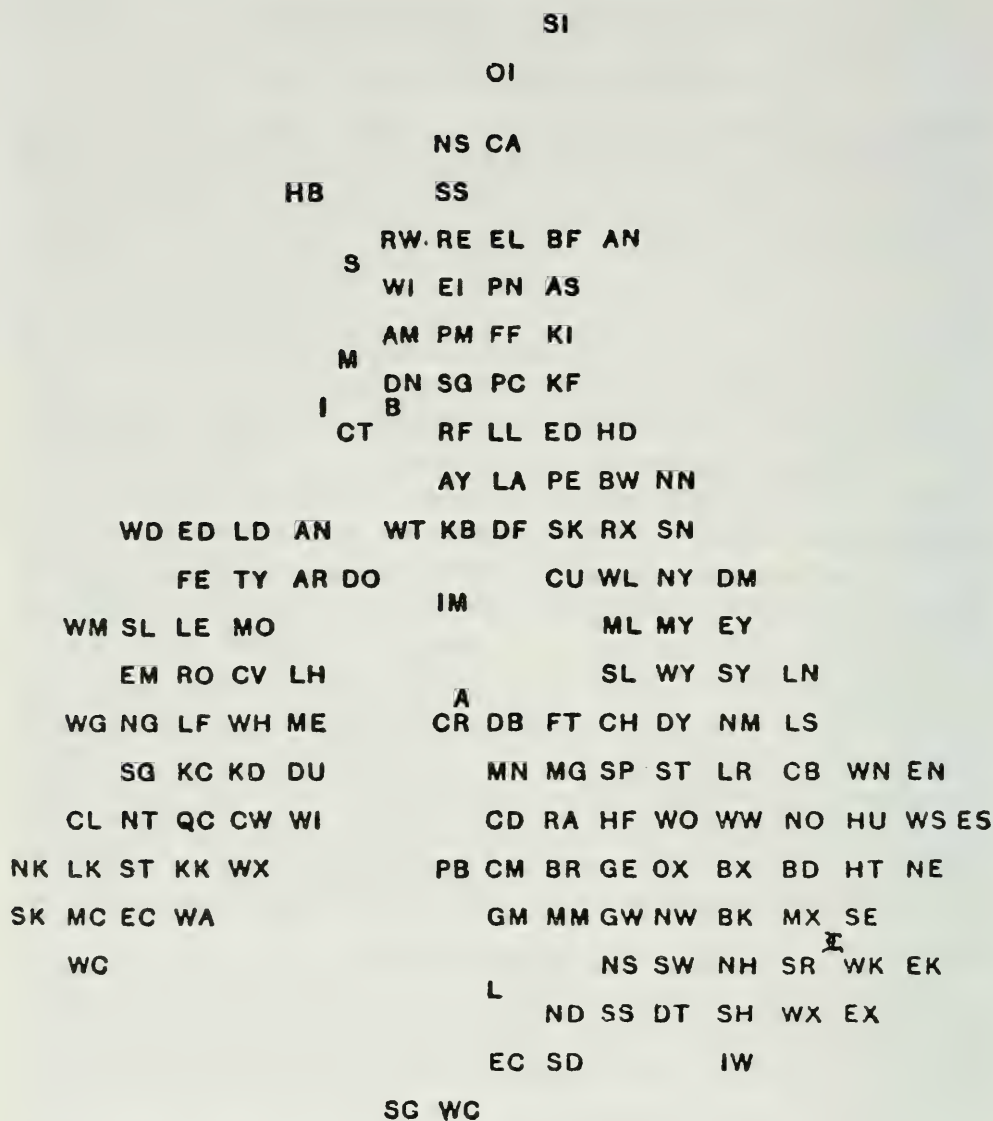 SI
OI
NS CA
HB SS
RW RE EL BF AN
S
WI EI PN AS
AM PM FF KI
M
DN SG PC KF
I B
CT RF LL ED HD
AY LA PE BW NN
WD ED LD AN WT KB DF SK RX SN
FE TY AR DO CU WL NY DM
IM
WM SL LE MO ML MY EY
EM RO CV LH SL WY SY LN
A
WG NG LF WH ME CR DB FT CH DY NM LS
SG KC KD DU MN MG SP ST LR CB WN EN
CL NT QC CW WI CD RA HF WO WW NO HU WS ES
NK LK ST KK WX PB CM BR GE OX BX BD HT NE
SK MC EC WA GM MM GW NW BK MX SE
WC NS SW NH SR WK EK
L
ND SS DT SH WX EX
EC SD IW
SC WC